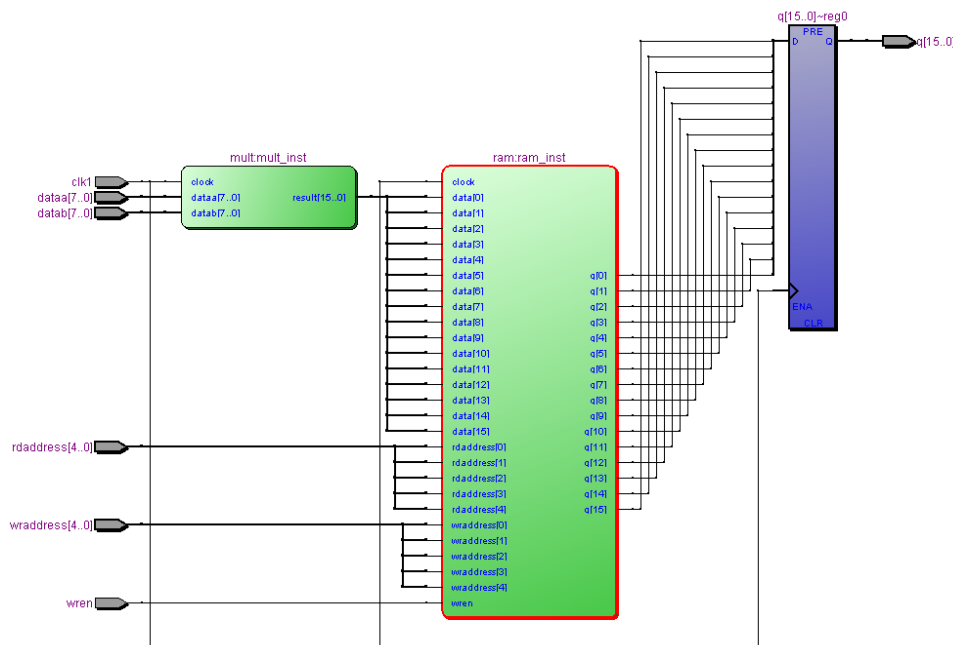 q[15..0]~reg0
PRE
D Q
q[15..0]
mult:mult_inst
ram:ram_inst
clk1
clock
clock
dataa[7..0]
dataa[7..0] result[15..0]
data[0]
datab[7..0]
datab[7..0]
data[1]
data[2]
data[3]
data[4]
data[5] q[0]
data[6] q[1]
data[7] q[2]
ENA
data[8] q[3]
CLR
data[9] q[4]
data[10] q[5]
data[11] q[6]
data[12] q[7]
data[13] q[8]
data[14] q[9]
data[15] q[10]
rdaddress[4..0]
rdaddress[0] q[11]
rdaddress[1] q[12]
rdaddress[2] q[13]
rdaddress[3] q[14]
rdaddress[4] q[15]
wraddress[4..0]
wraddress[0]
wraddress[1]
wraddress[2]
wraddress[3]
wraddress[4]
wren
wren